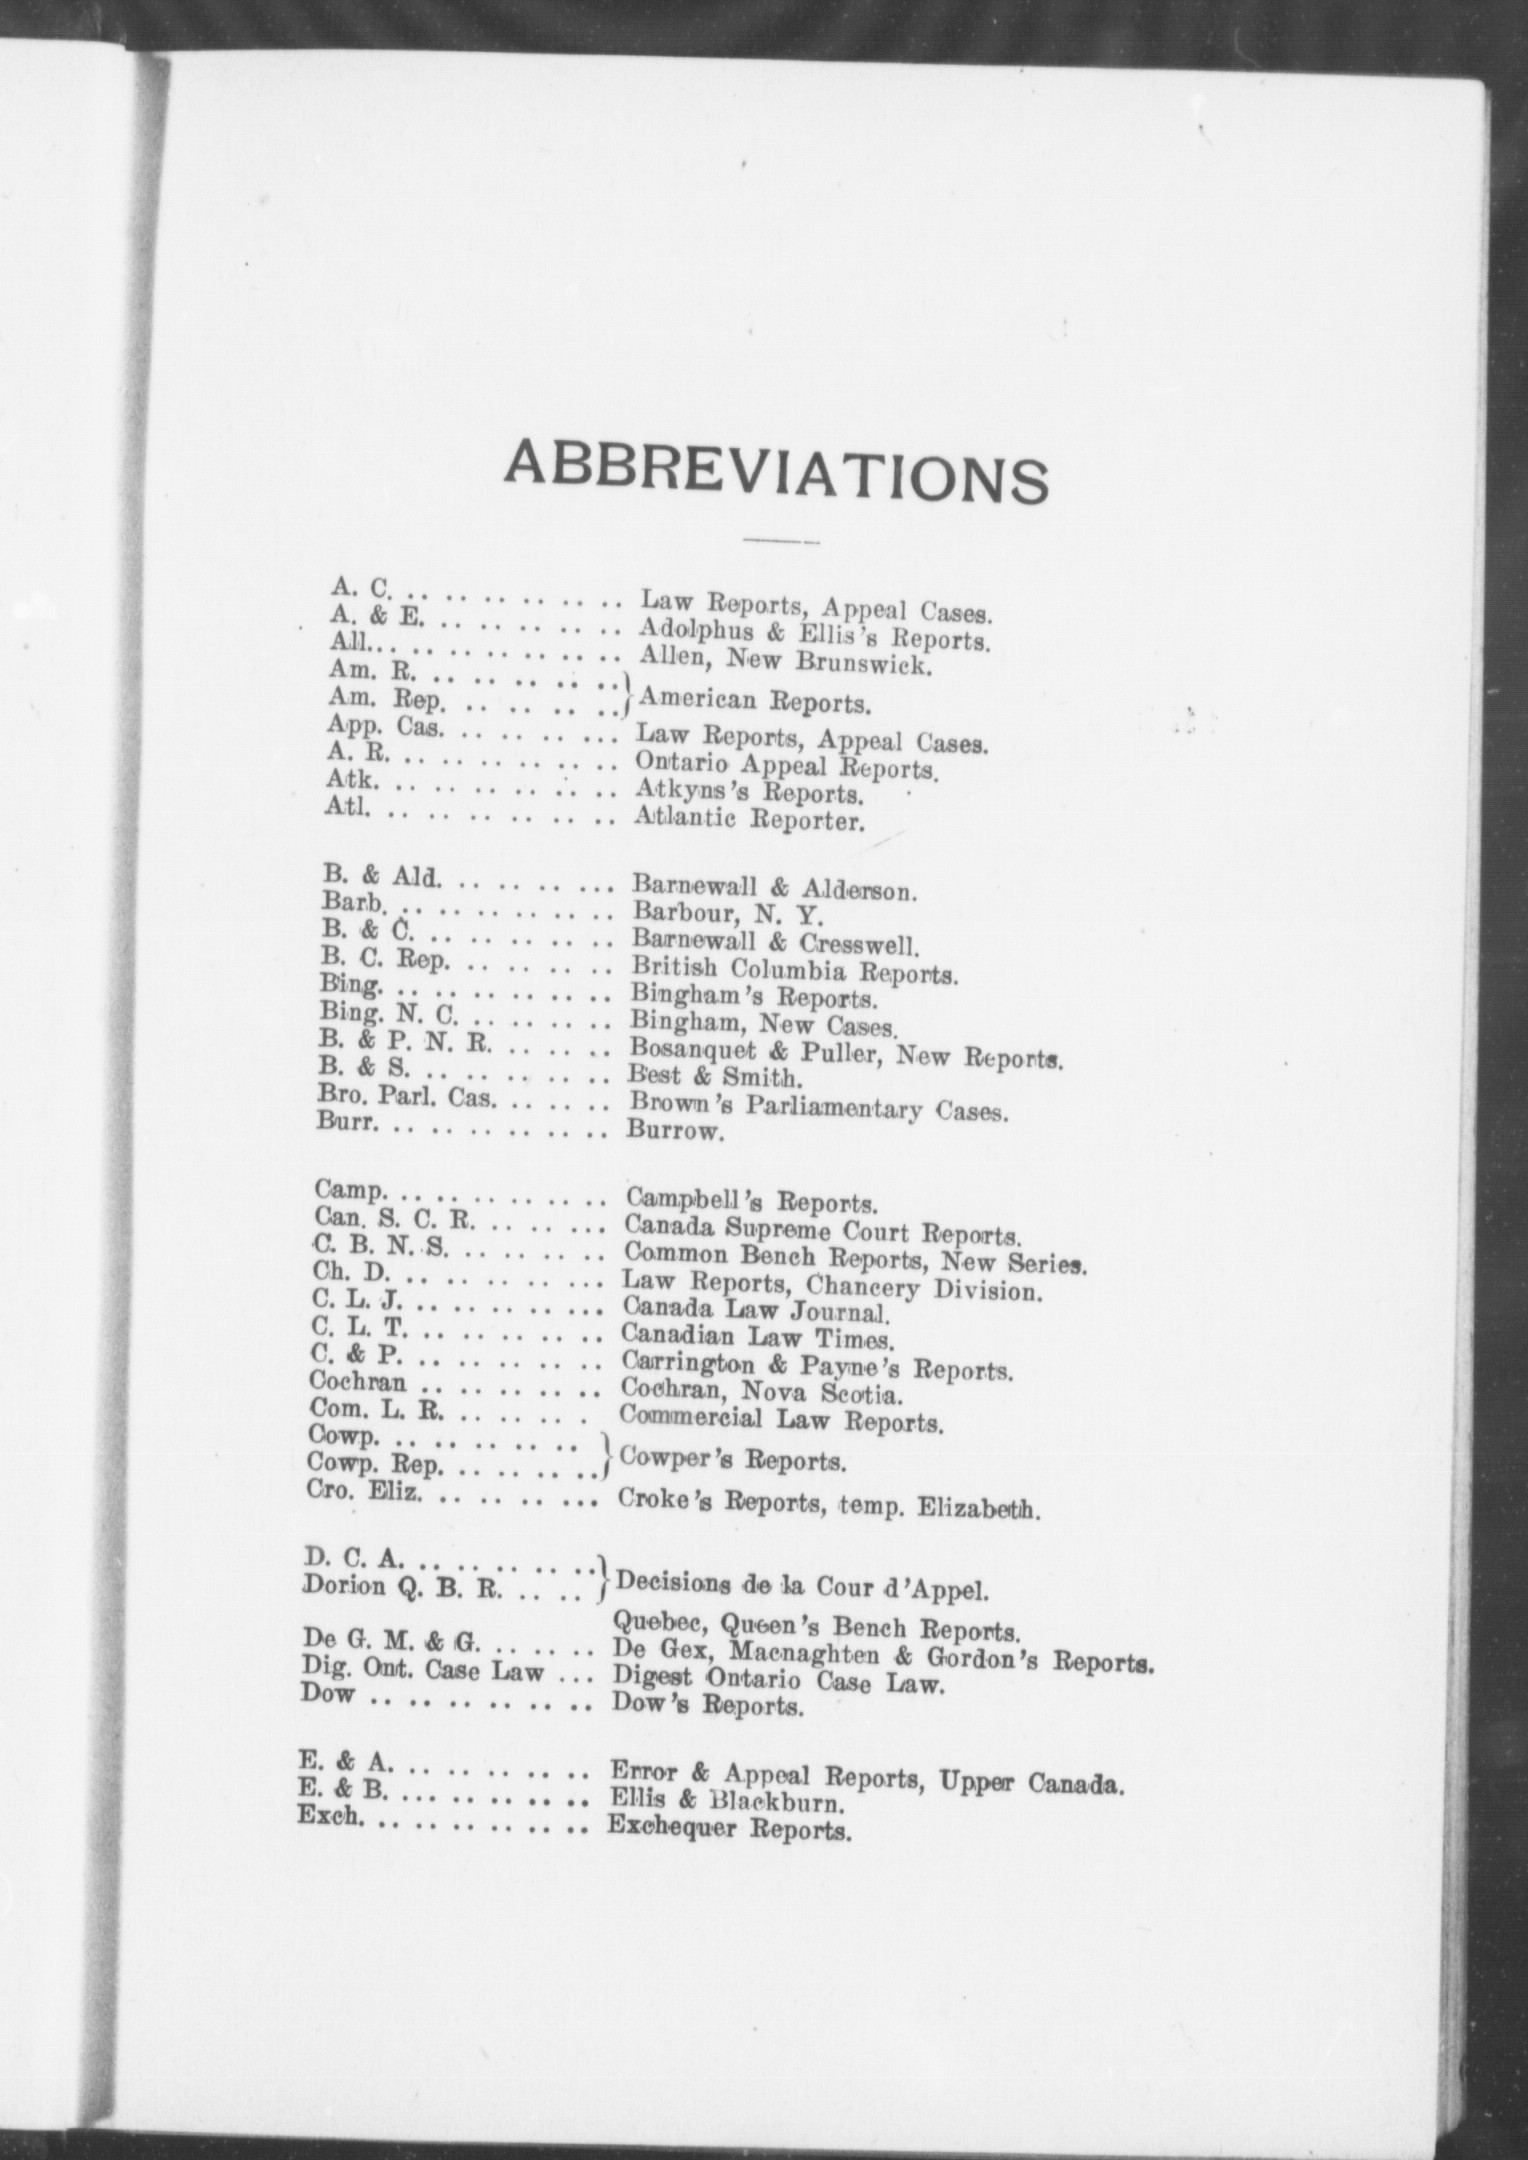 ABBREVIATIONS
A. C. .. .. .. .. .. .. Law Reports, Appeal Cases.
A. & E. .. .. .. .. .. Adolphus & Ellis's Reports.
All... .. .. .. .. .. .. Allen, New Brunswick.
Am. R. .. .. .. .. ..
Am. Rep. .. .. .. .. } American Reports.
App. Cas. .. .. .. ... Law Reports, Appeal Cases.
A. R. .. .. .. .. .. .. Ontario Appeal Reports.
Atk. .. .. .. .. .. .. Atkyns's Reports.
Atl. .. .. .. .. .. .. Atlantic Reporter.
B. & Ald. .. .. .. ... Barnewall & Alderson.
Barb. .. .. .. .. .. .. Barbour, N. Y.
B. & C. .. .. .. .. .. Barnewall & Cresswell.
B. C. Rep. .. .. .. .. British Columbia Reports.
Bing. .. .. .. .. .. .. Bingham's Reports.
Bing. N. C. .. .. .. .. Bingham, New Cases.
B. & P. N. R. .. .. .. Bosanquet & Puller, New Reports.
B. & S. .. .. .. .. .. Best & Smith.
Bro. Parl. Cas. .. .. .. Brown's Parliamentary Cases.
Burr. .. .. .. .. .. .. Burrow.
Camp. .. .. .. .. .. .. Campbell's Reports.
Can. S. C. R. .. .. ... Canada Supreme Court Reports.
C. B. N. S. .. .. .. .. Common Bench Reports, New Series.
Ch. D. .. .. .. .. ... Law Reports, Chancery Division.
C. L. J. .. .. .. .. ... Canada Law Journal.
C. L. T. .. .. .. .. .. Canadian Law Times.
C. & P. .. .. .. .. .. Carrington & Payne's Reports.
Cochran .. .. .. .. .. Cochran, Nova Scotia.
Com. L. R. .. .. .. . Commercial Law Reports.
Cowp. .. .. .. .. ..
Cowp. Rep. .. .. .. .. } Cowper's Reports.
Cro. Eliz. .. .. .. ... Croke's Reports, temp. Elizabeth.
D. C. A. .. .. .. .. ..
Dorion Q. B. R. .. .. } Decisions de la Cour d'Appel.
Quebec, Queen's Bench Reports.
De G. M. & G. .. .. .. De Gex, Macnaghten & Gordon's Reports.
Dig. Ont. Case Law ... Digest Ontario Case Law.
Dow .. .. .. .. .. .. Dow's Reports.
E. & A. .. .. .. .. .. Error & Appeal Reports, Upper Canada.
E. & B. ... .. .. .. .. Ellis & Blackburn.
Exch. .. .. .. .. .. .. Exchequer Reports.